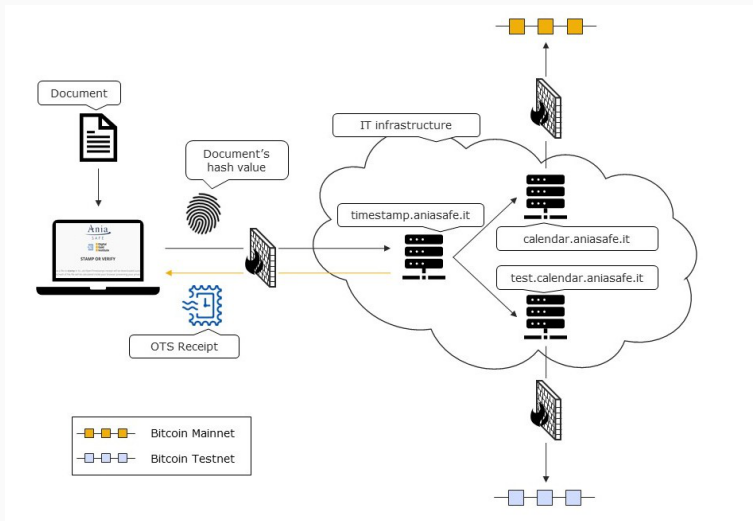 Document
IT infrastructure
Document's
hash value
timestamp.aniasafe.it
calendar.aniasafe.it
test.calendar.aniasafe.it
Ania
SAFE
STAMP OR VERIFY
OTS Receipt
Bitcoin Mainnet
Bitcoin Testnet